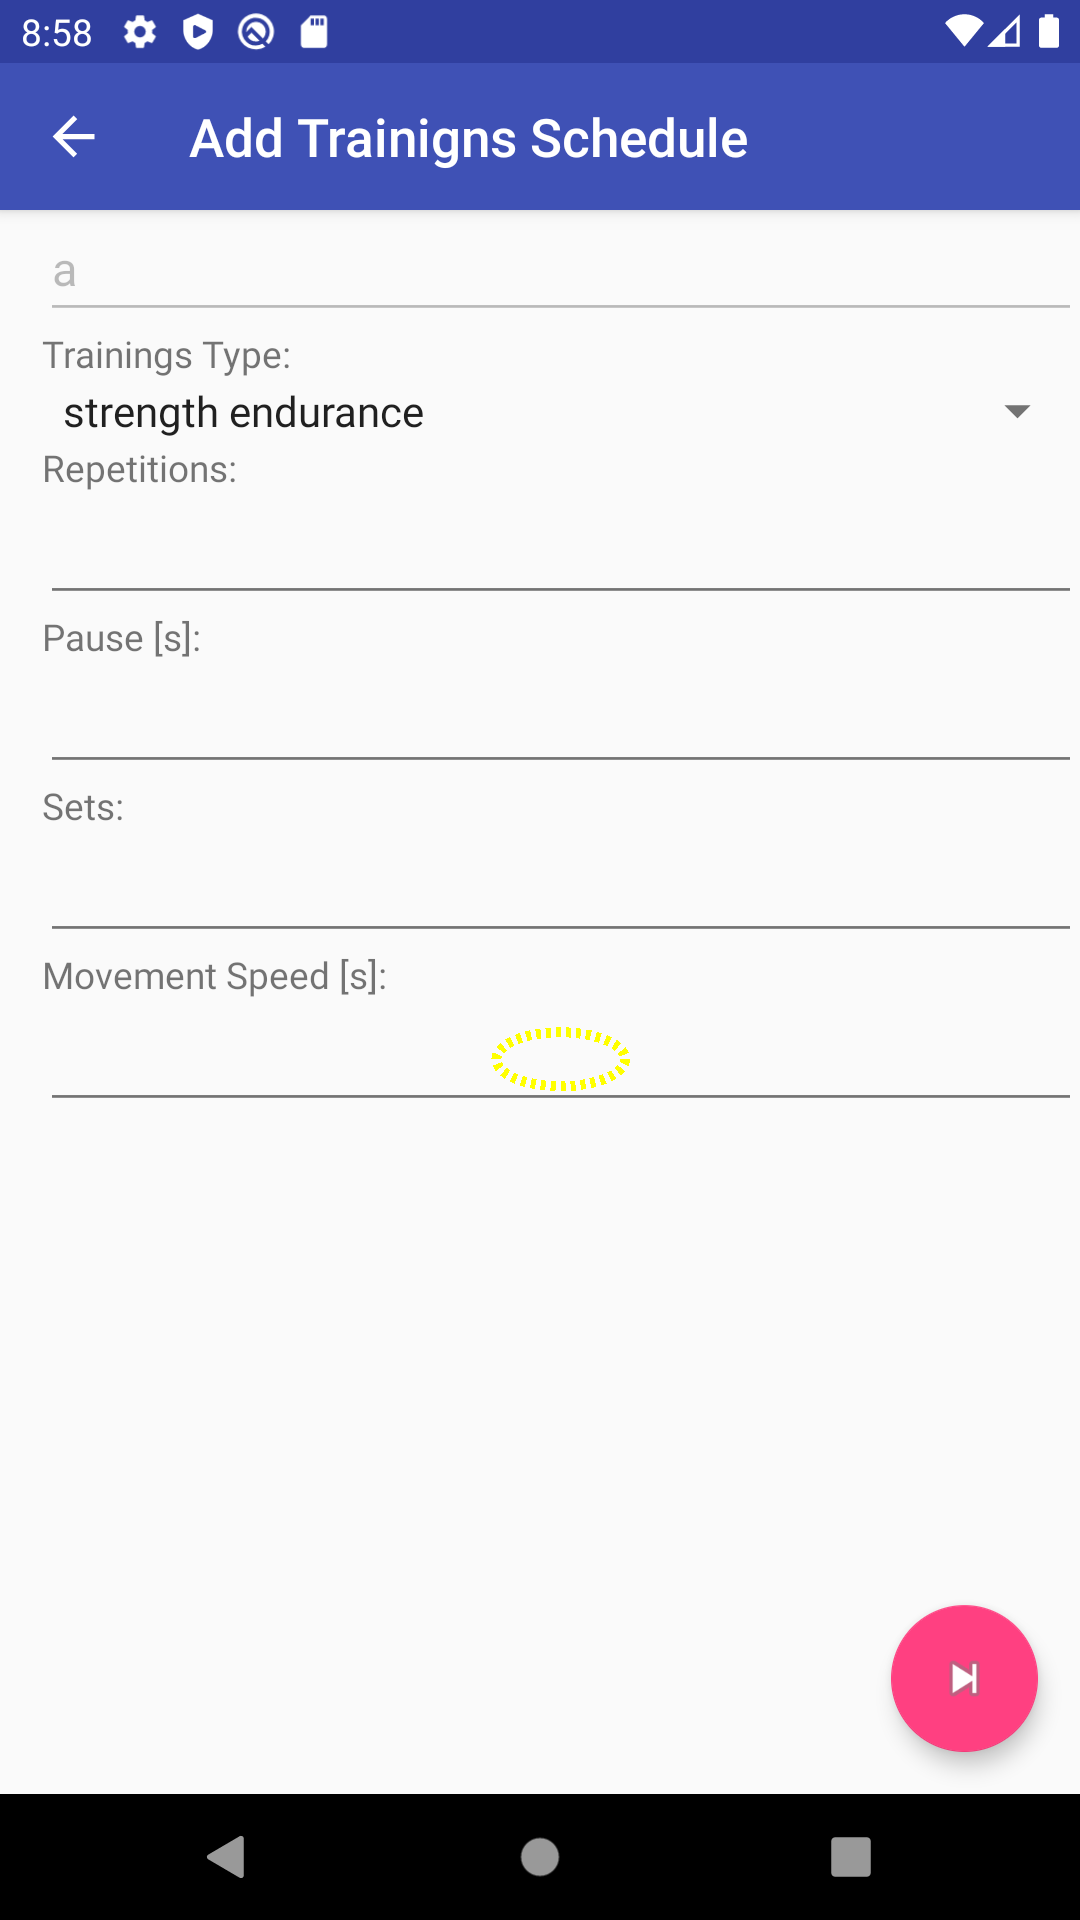 8:58
Add Trainigns Schedule
a
Trainings Type:
strength endurance
Repetitions:
Pause [s]:
Sets:
Movement Speed [s]: